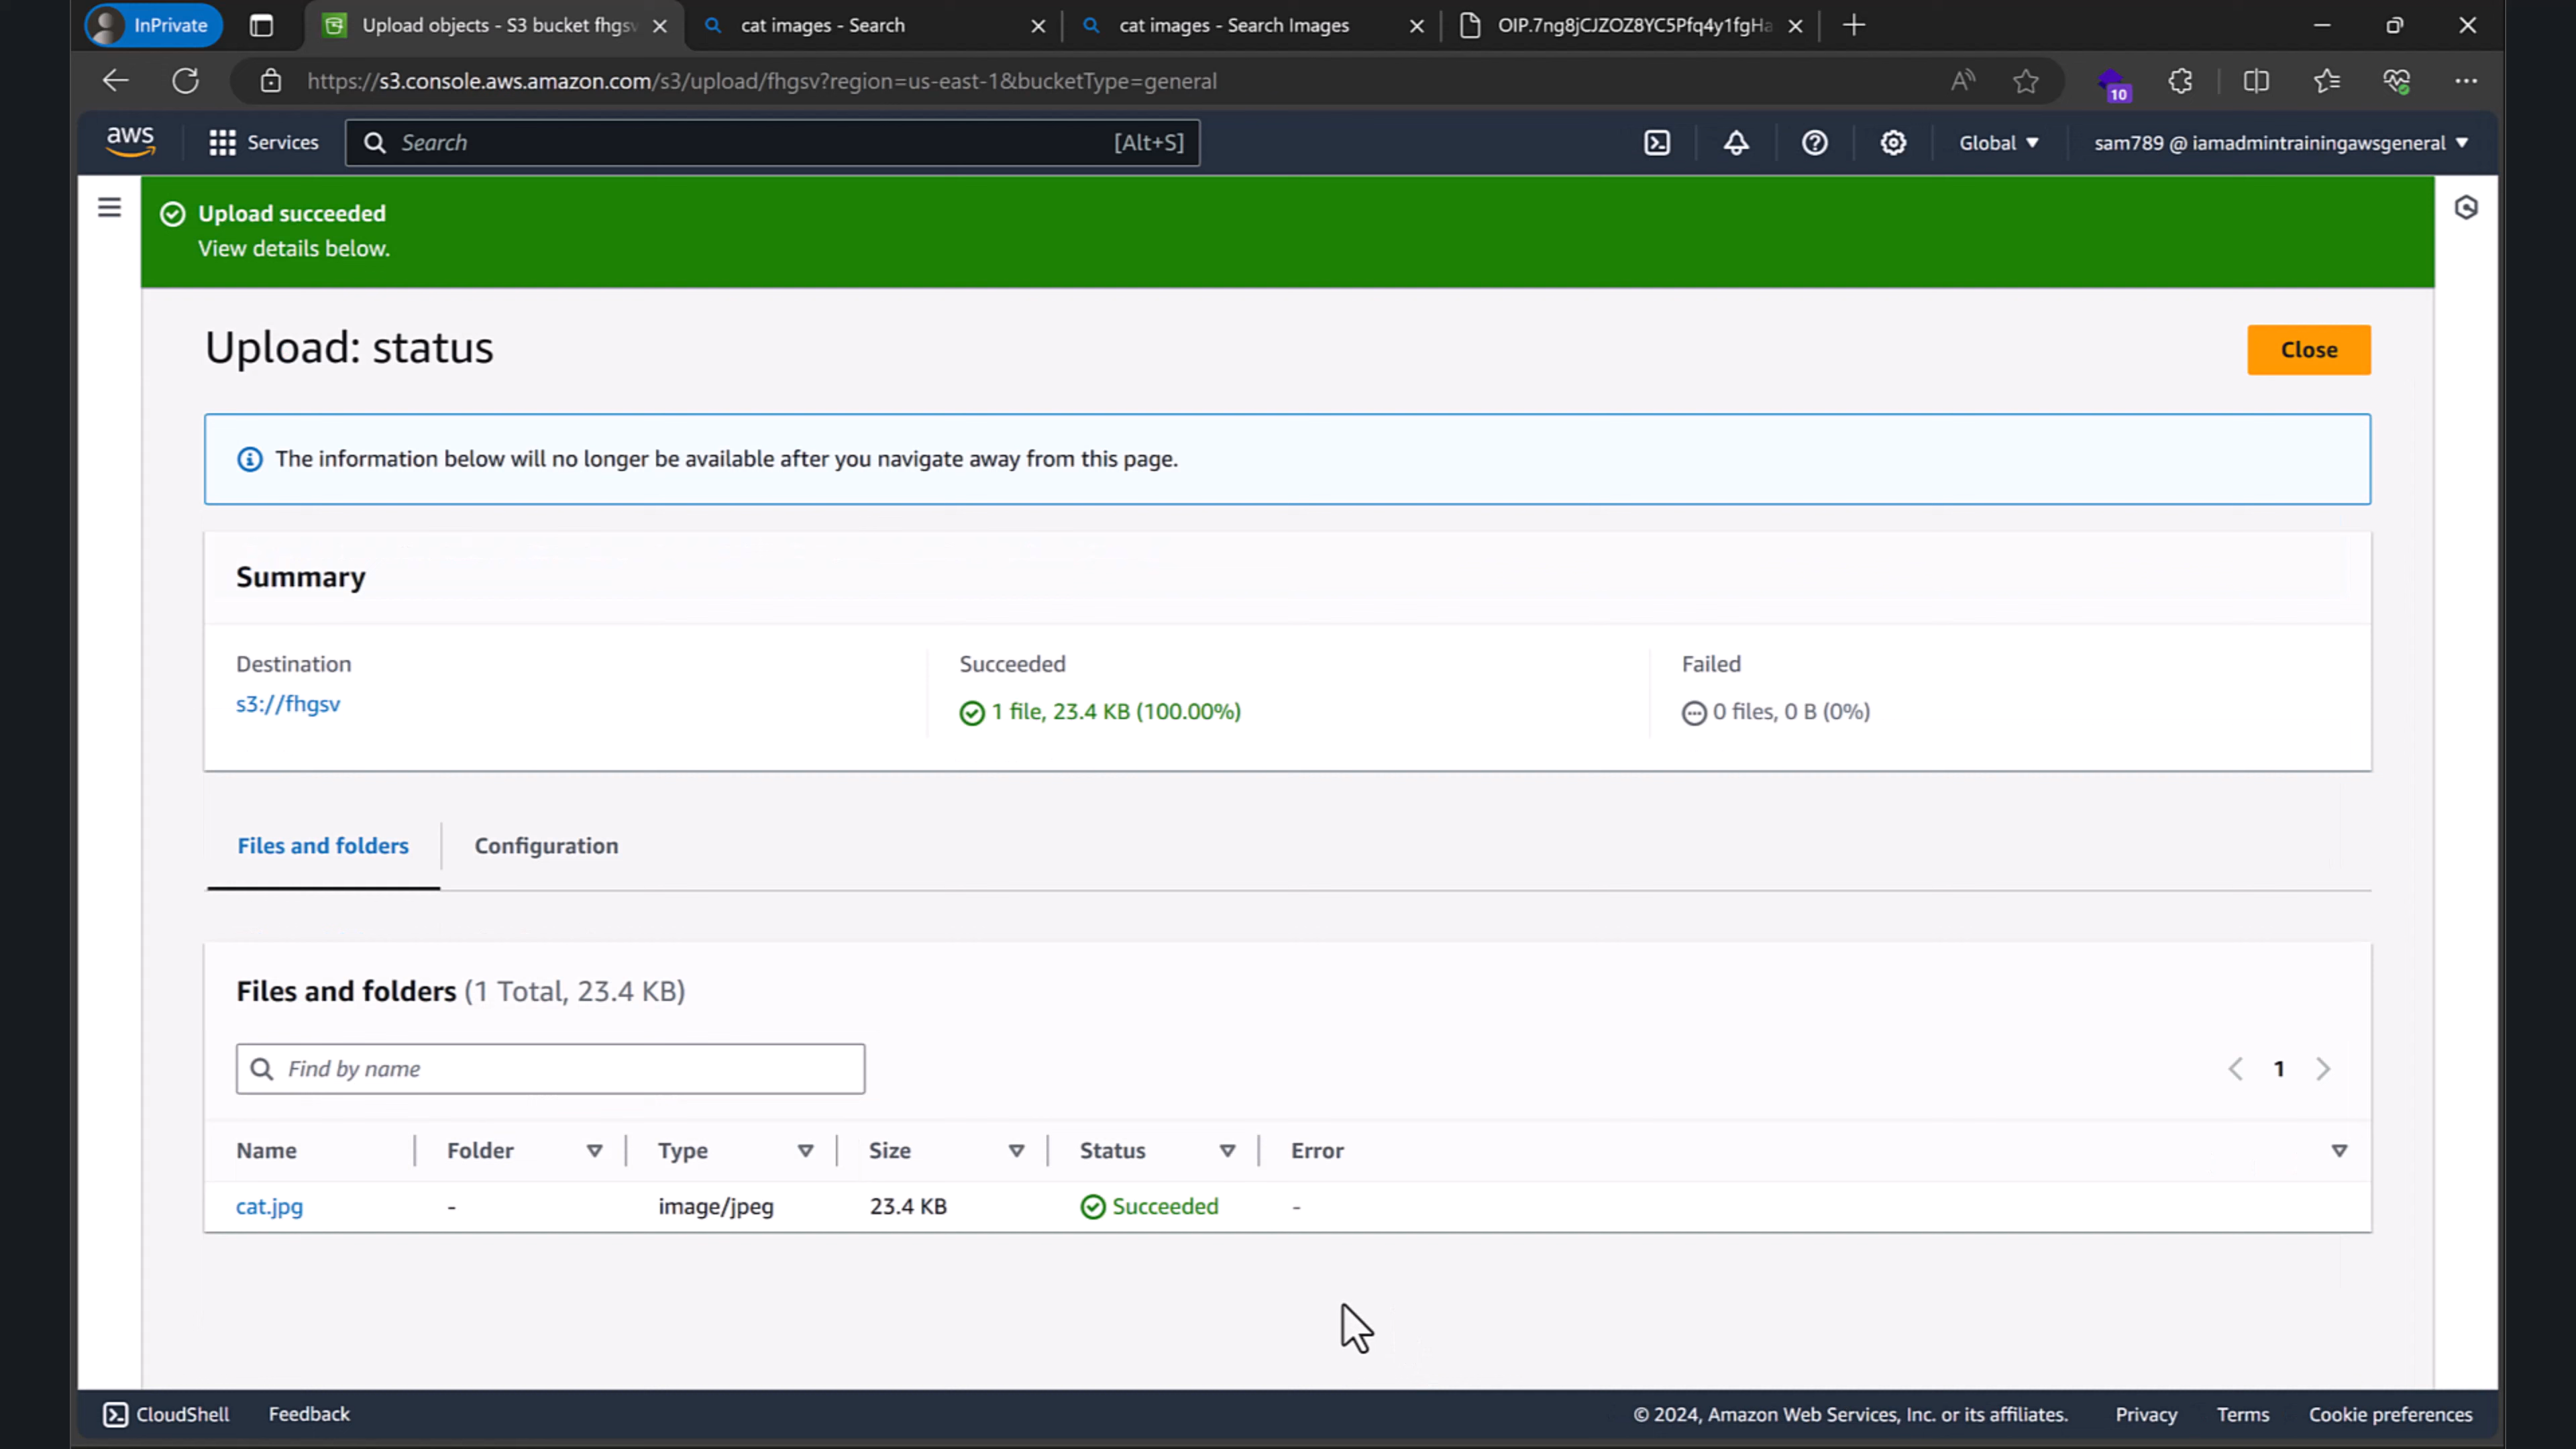 InPrivate
Upload objects - S3 bucket fhgsv
cat images - Search
cat images - Search Images
OIP.7ng8jCJZOZ8YC5Pfq4y1fgHa
https://s3.console.aws.amazon.com/s3/upload/fhgsv?region=us-east-1&bucketType=general
10
aws
Services
Search
[Alt+S]
Global
sam789 @ iamadmintrainingawsgeneral
Upload succeeded
View details below.
Upload: status
Close
The information below will no longer be available after you navigate away from this page.
Summary
Destination
s3://fhgsv
Succeeded
1 file, 23.4 KB (100.00%)
Failed
0 files, 0 B (0%)
Files and folders
Configuration
Files and folders (1 Total, 23.4 KB)
Find by name
1
Name Folder Type Size Status Error
cat.jpg - image/jpeg 23.4 KB Succeeded -
CloudShell
Feedback
© 2024, Amazon Web Services, Inc. or its affiliates.
Privacy
Terms
Cookie preferences